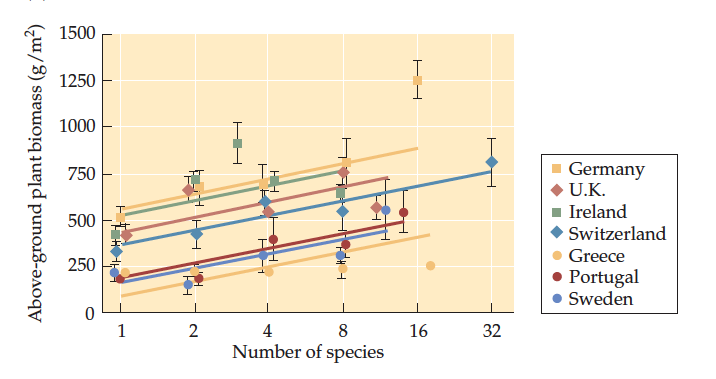 Above-ground plant biomass (g/m²)
1500
1250
1000
750
500
250
0
1 2 4 8 16 32
Number of species
Germany
U.K.
Ireland
Switzerland
Greece
Portugal
Sweden